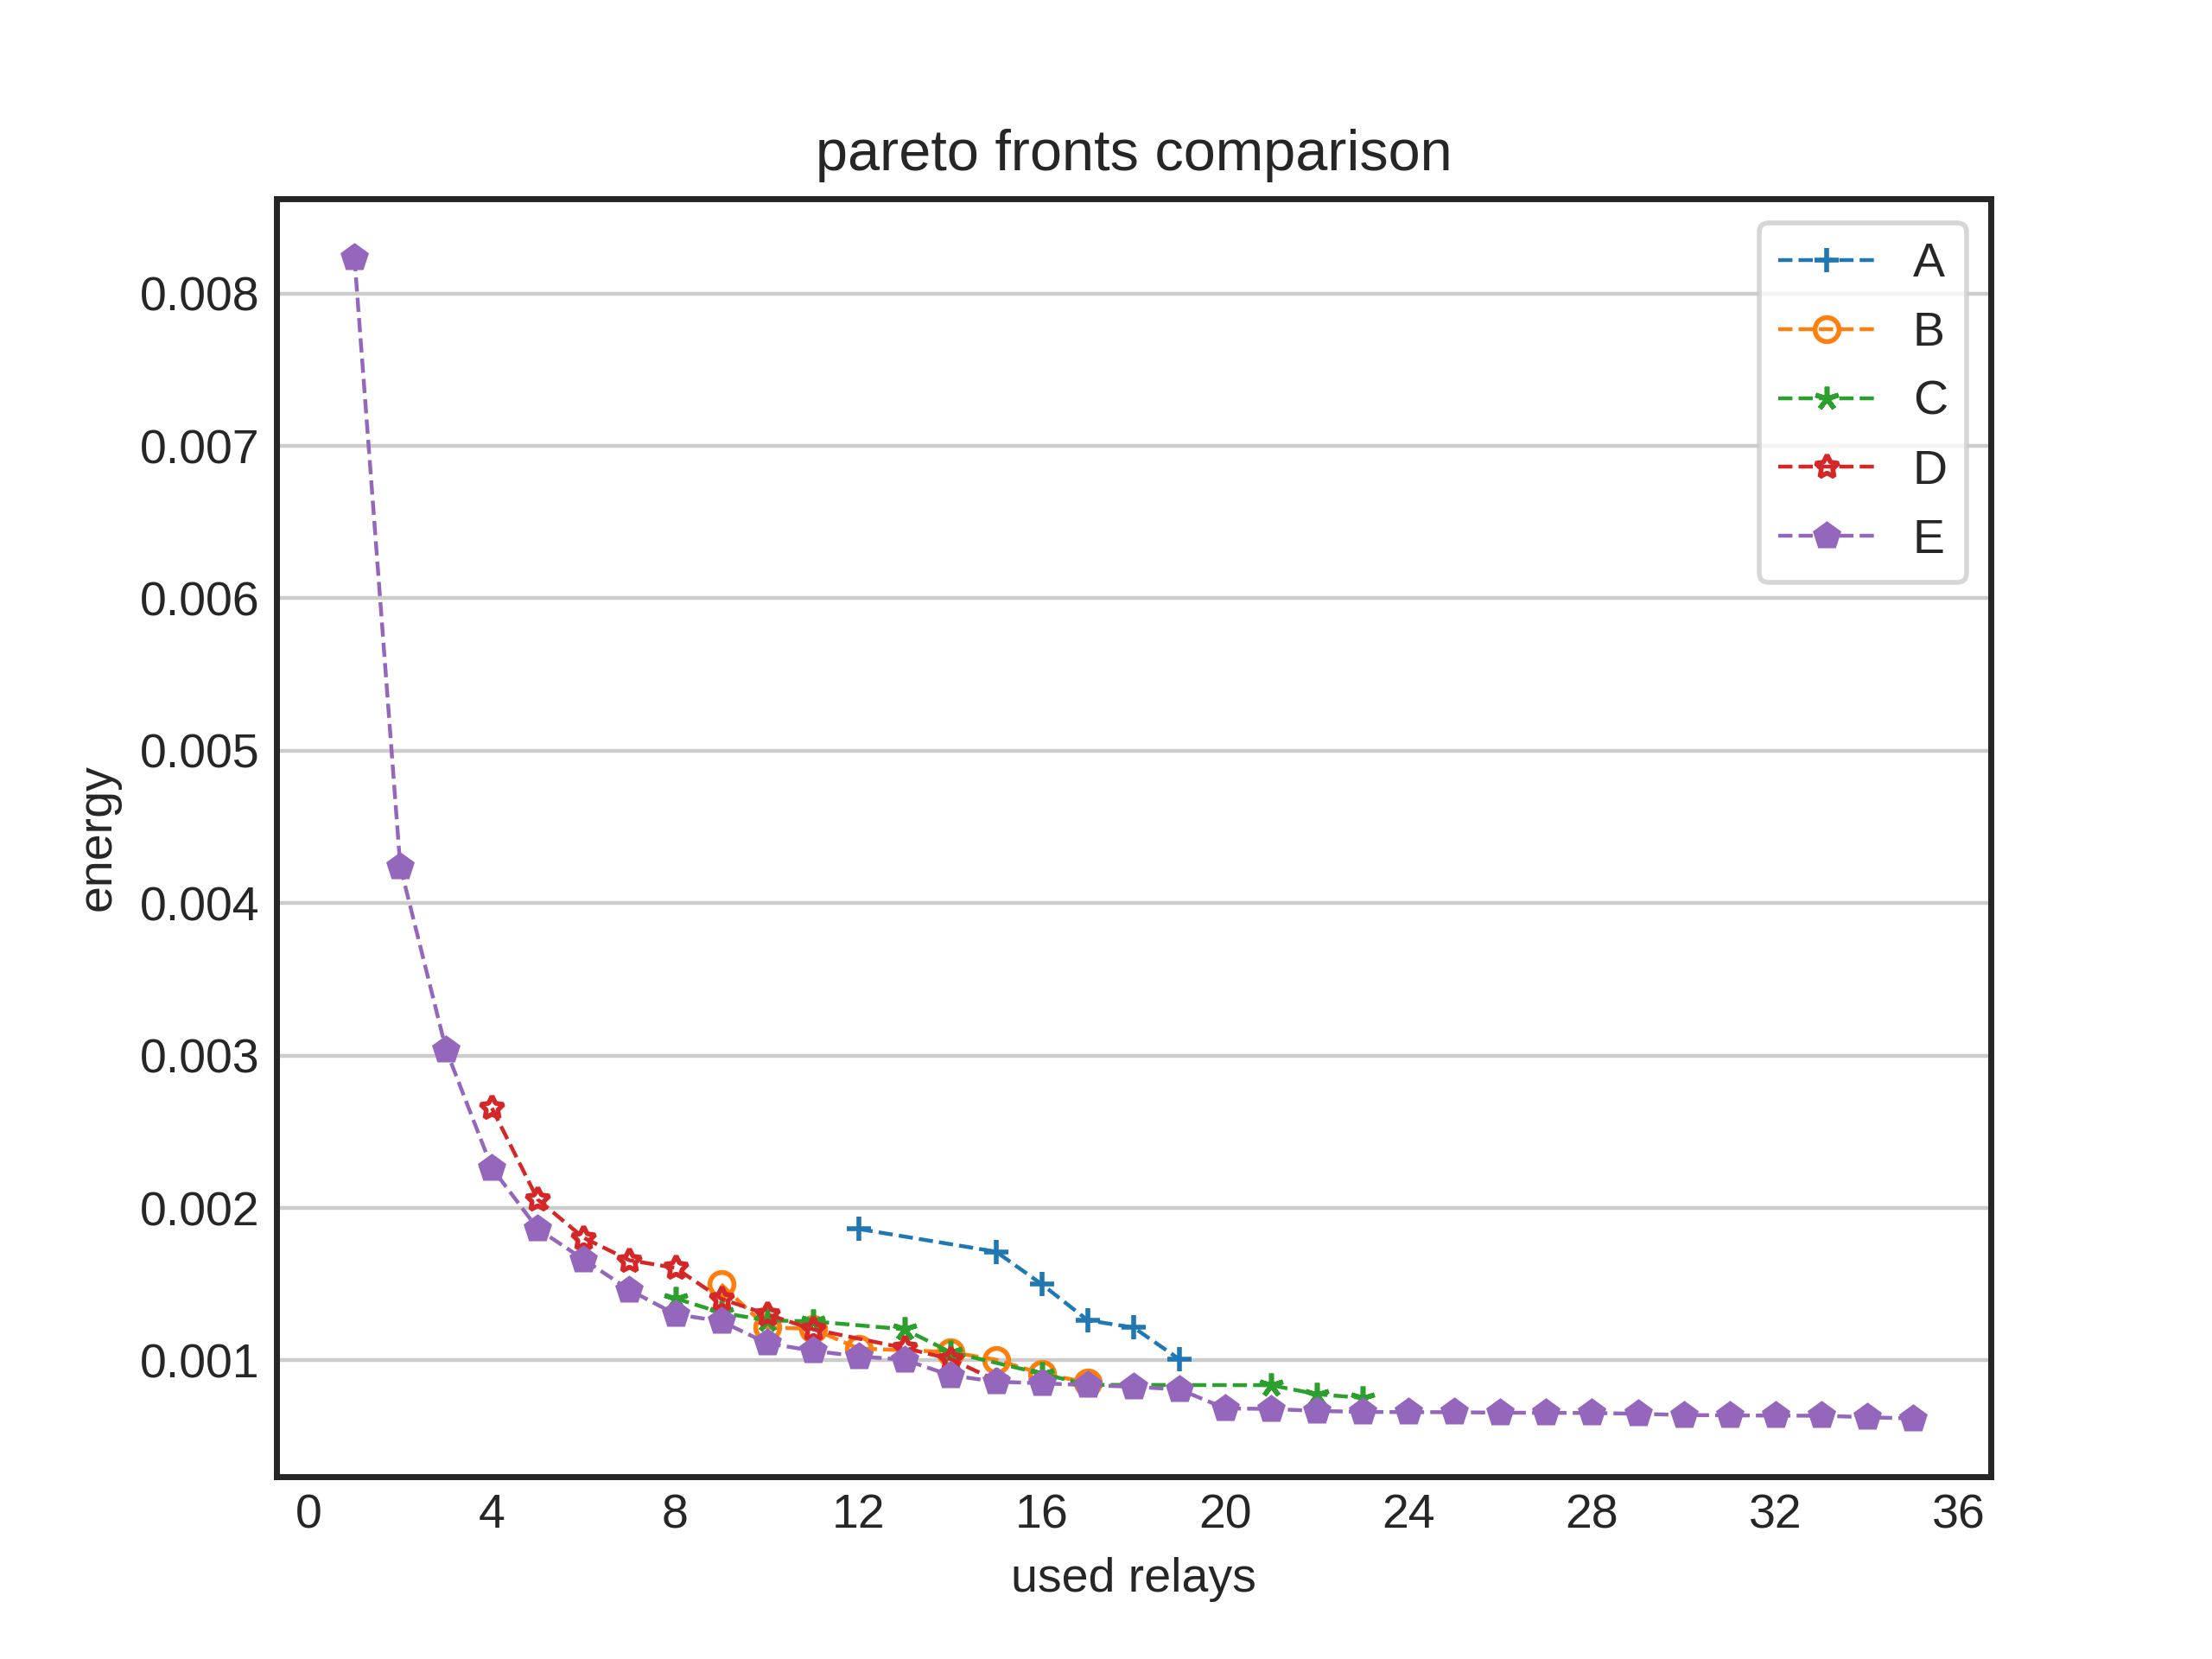 pareto fronts comparison
A
B
C
D
E
0.008
0.007
0.006
0.005
0.004
0.003
0.002
0.001
energy
0 4 8 12 16 20 24 28 32 36
used relays